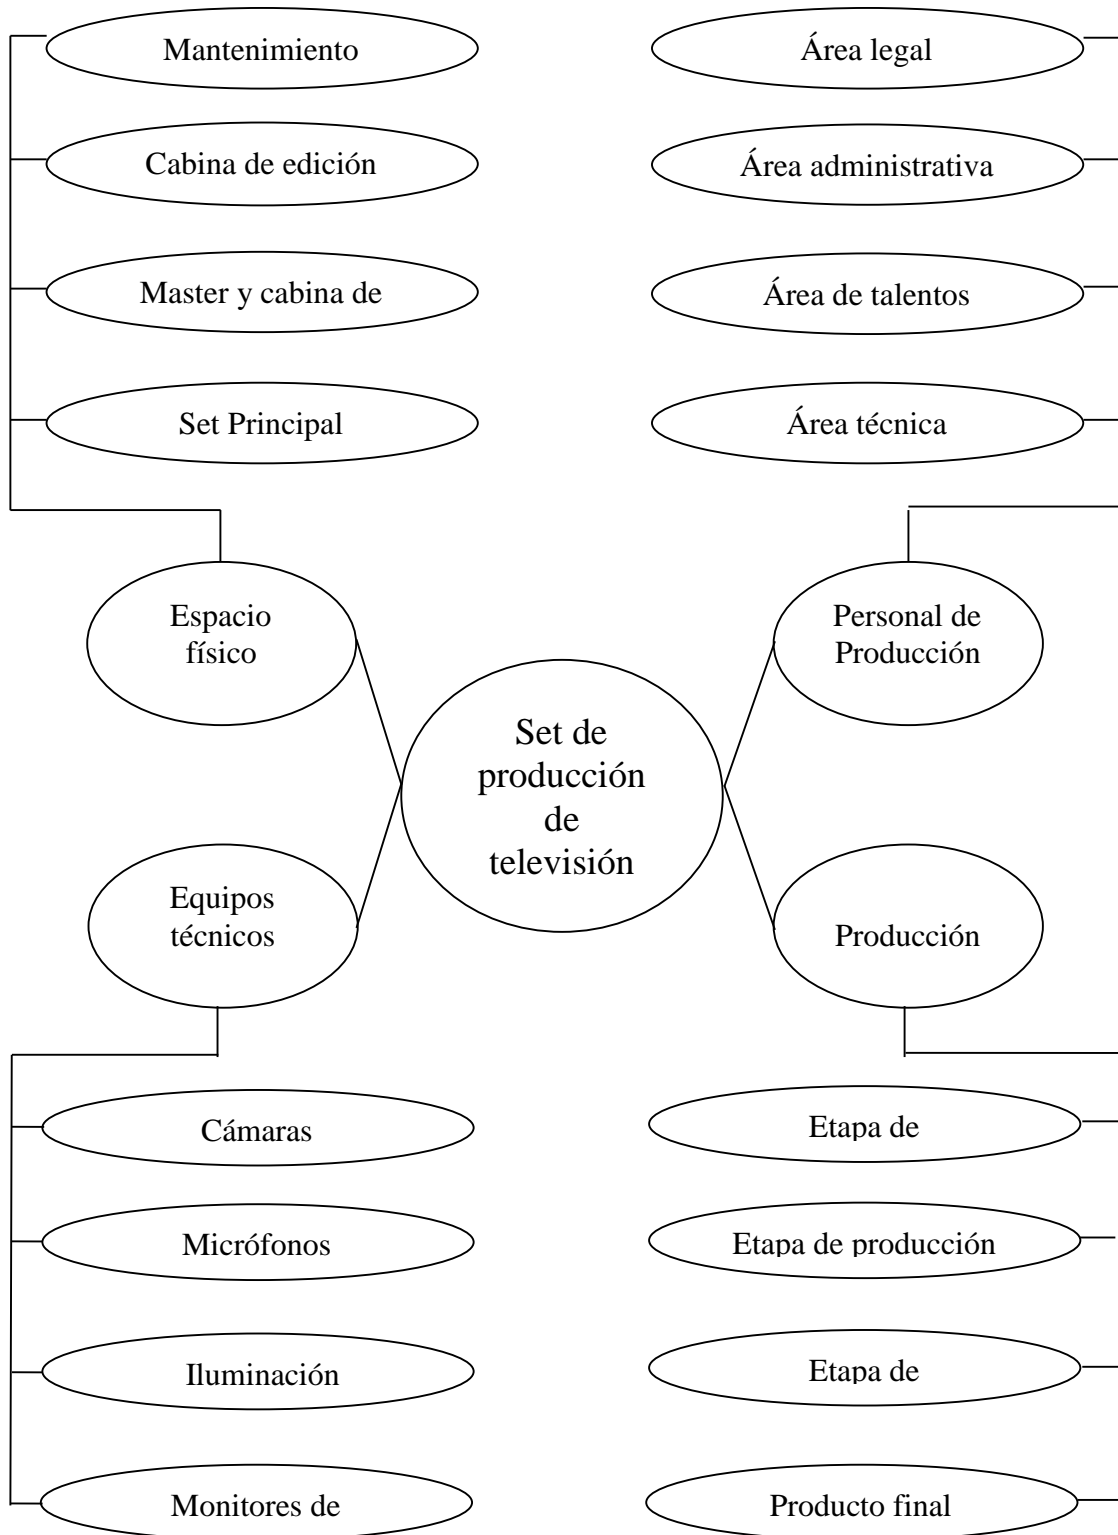 Mantenimiento
Área legal
Cabina de edición
Área administrativa
Master y cabina de
Área de talentos
Set Principal
Área técnica
Espacio
físico
Personal de
Producción
Set de
producción
de
televisión
Equipos
técnicos
Producción
Cámaras
Etapa de
Micrófonos
Etapa de producción
Iluminación
Etapa de
Monitores de
Producto final